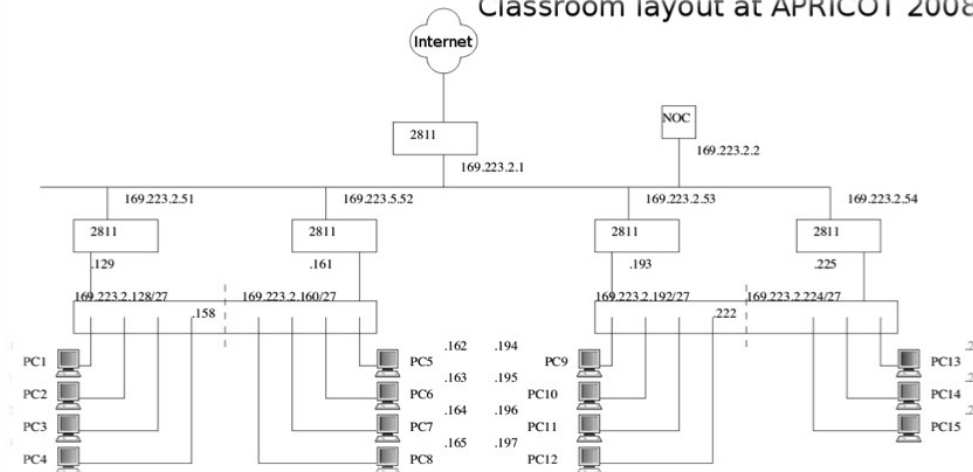 Classroom layout at APRICOT 2008
Internet
2811
NOC
169.223.2.2
169.223.2.1
169.223.2.51
169.223.5.52
169.223.2.53
169.223.2.54
2811
2811
2811
2811
.129
.161
.193
.225
169.223.2.128/27
169.223.2.160/27
169.223.2.192/27
169.223.2.224/27
.158
.222
PC1
PC5
.162
.194
PC9
PC13
PC2
PC6
.163
.195
PC10
PC14
PC3
PC7
.164
.196
PC11
PC15
PC4
PC8
.165
.197
PC12